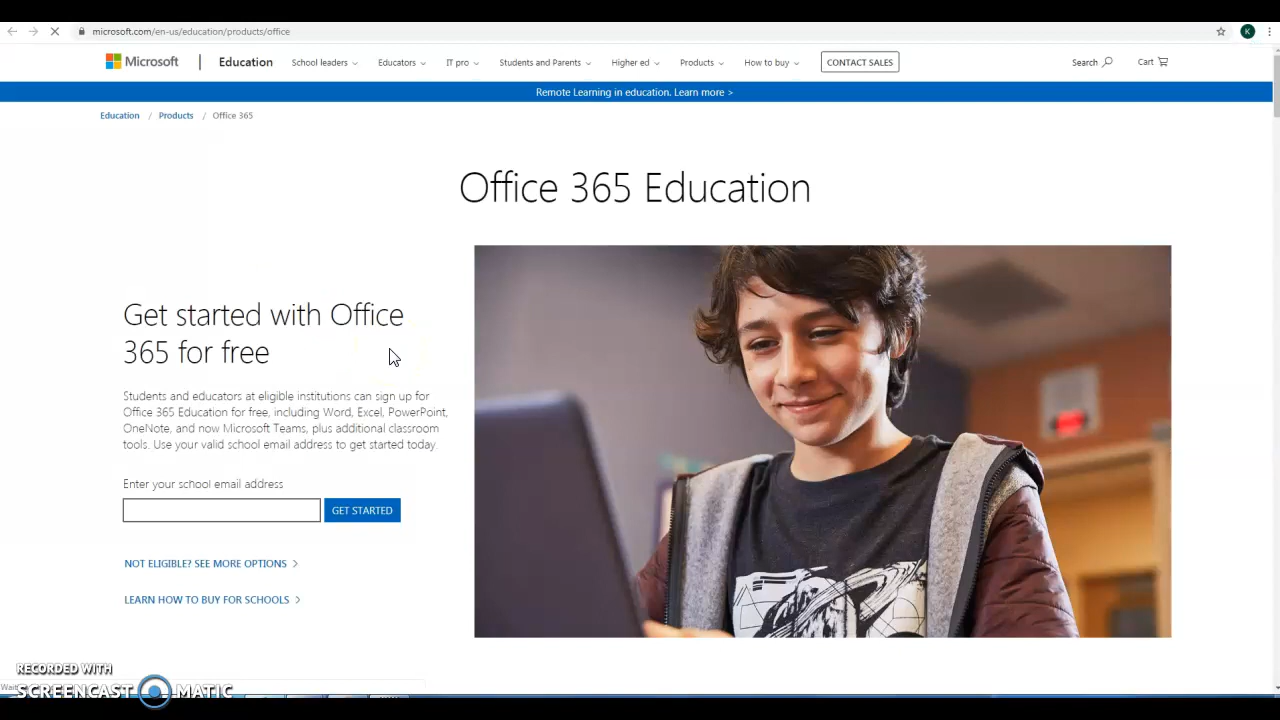 microsoft.com/en-us/education/products/office
K
Microsoft
Education
School leaders
Educators
IT pro
Students and Parents
Higher ed
Products
How to buy
CONTACT SALES
Search
Cart
Remote Learning in education. Learn more >
Education / Products / Office 365
Office 365 Education
Get started with Office
365 for free
Students and educators at eligible institutions can sign up for
Office 365 Education for free, including Word, Excel, PowerPoint,
OneNote, and now Microsoft Teams, plus additional classroom
tools. Use your valid school email address to get started today.
Enter your school email address
GET STARTED
NOT ELIGIBLE? SEE MORE OPTIONS
LEARN HOW TO BUY FOR SCHOOLS
RECORDED WITH
SCREENCAST MATIC